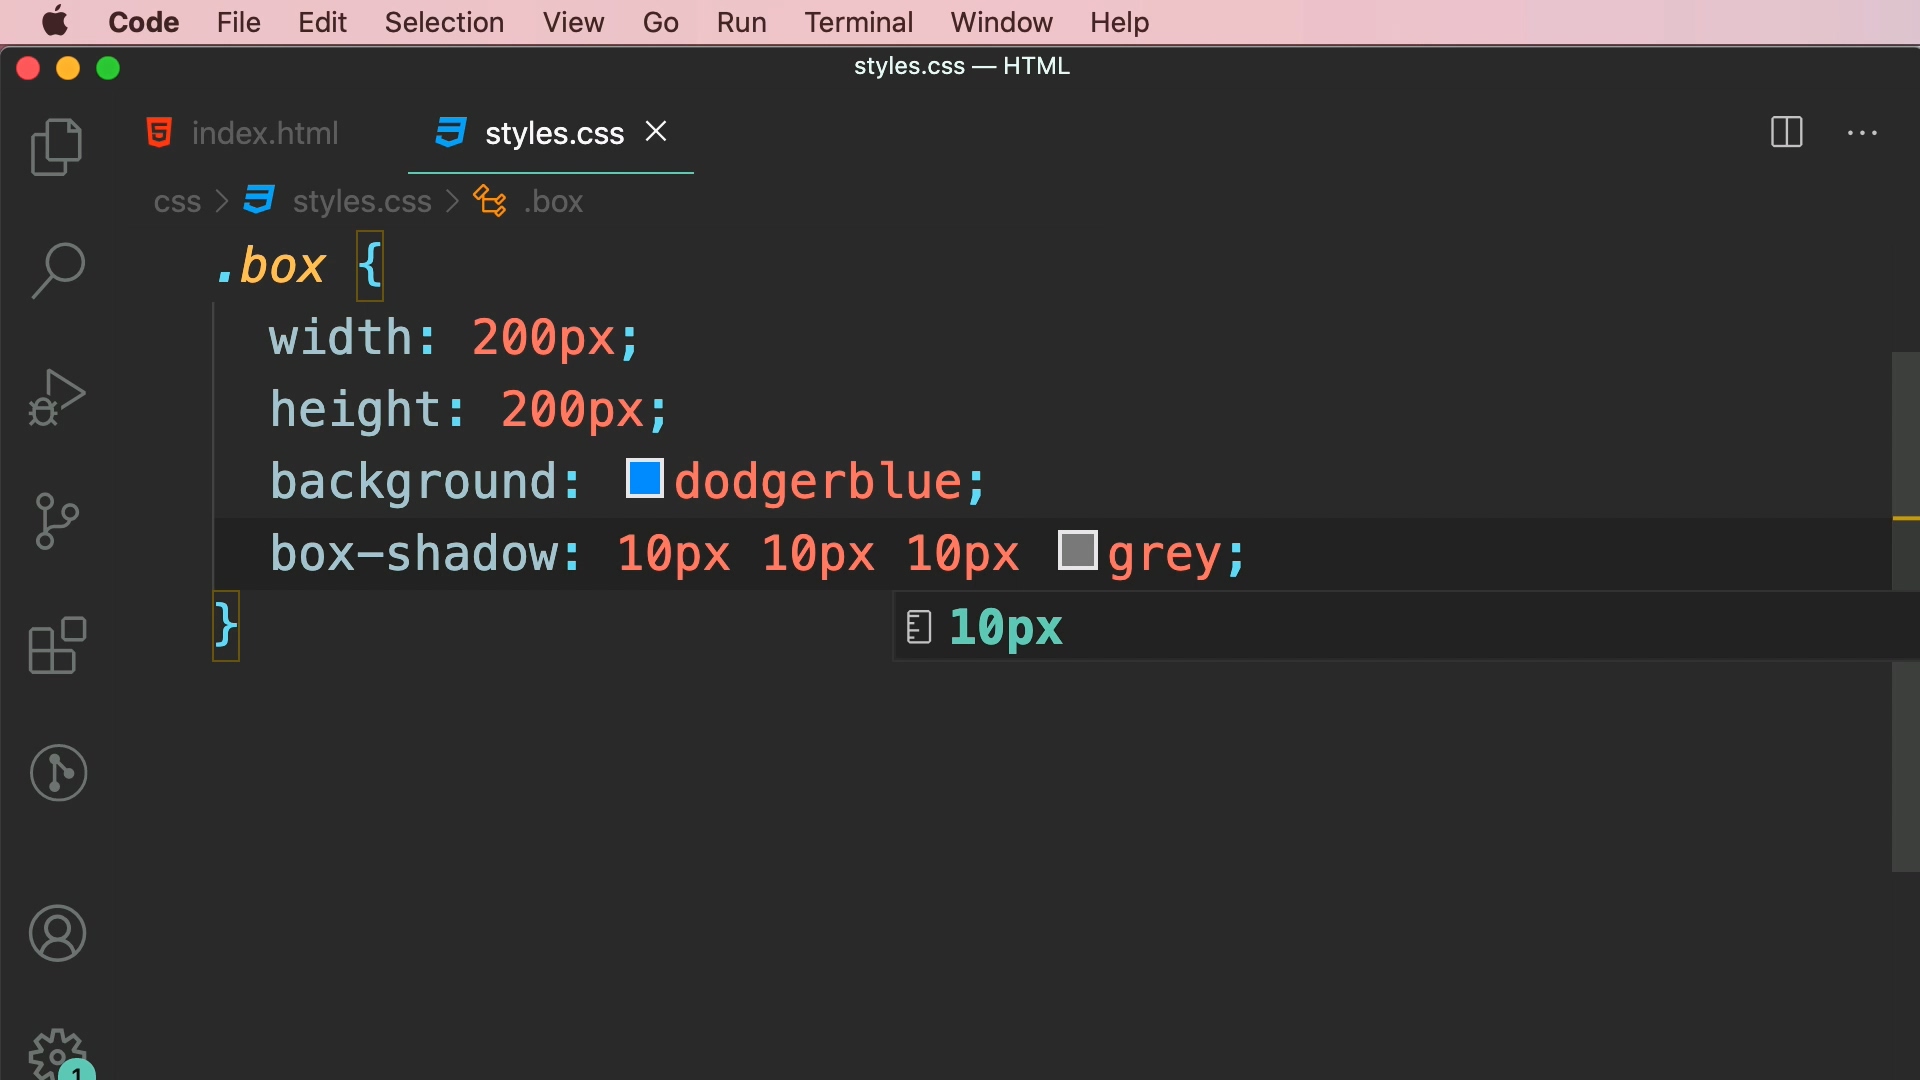 Code File Edit Selection View Go Run Terminal Window Help
styles.css — HTML
index.html styles.css
css > styles.css > .box
.box {
width: 200px;
height: 200px;
background: dodgerblue;
box-shadow: 10px 10px 10px grey;
}
10px
1